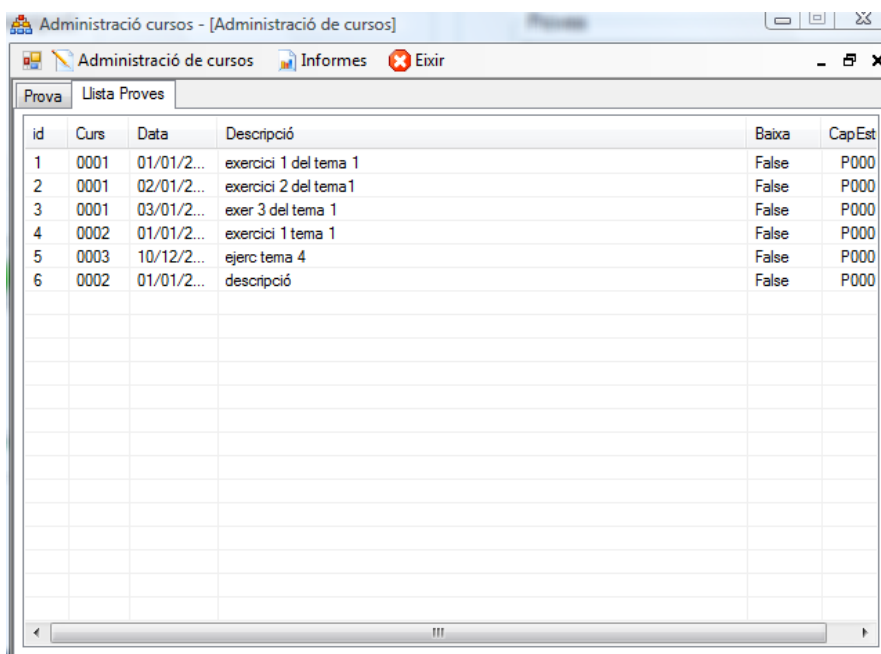 Administració cursos - [Administració de cursos]
Administració de cursos Informes Eixir
Prova Llista Proves
id Curs Data Descripció Baixa CapEst
1 0001 01/01/2... exercici 1 del tema 1 False P000
2 0001 02/01/2... exercici 2 del tema1 False P000
3 0001 03/01/2... exer 3 del tema 1 False P000
4 0002 01/01/2... exercici 1 tema 1 False P000
5 0003 10/12/2... ejerc tema 4 False P000
6 0002 01/01/2... descripció False P000